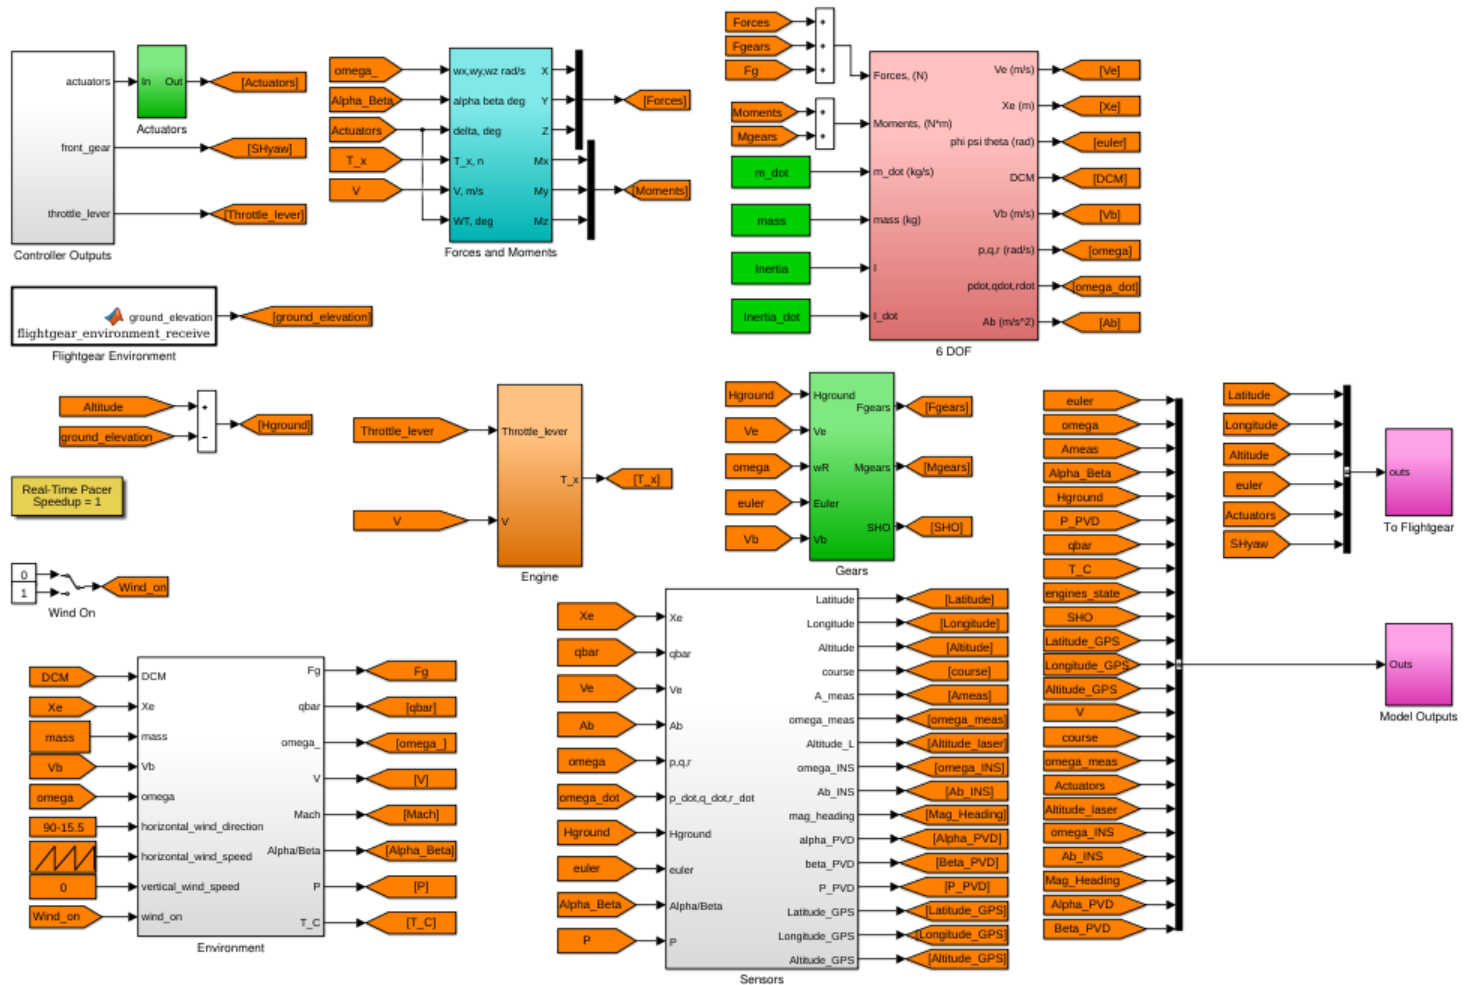 actuators
front_gear
throttle_lever
Controller Outputs
In Out
Actuators
[Actuators]
[SHyaw]
[Throttle_lever]
omega_
Alpha_Beta
Actuators
T_x
V
wx,wy,wz rad/s X
alpha beta deg Y
delta, deg Z
T_x, n Mx
V, m/s My
WT, deg Mz
Forces and Moments
[Forces]
[Moments]
Forces
Fgears
Fg
+
+
+
Moments
Mgears
+
+
m_dot
mass
Inertia
Inertia_dot
Forces, (N)
Moments, (N*m)
m_dot (kg/s)
mass (kg)
I
I_dot
Ve (m/s)
Xe (m)
phi psi theta (rad)
DCM
Vb (m/s)
p,q,r (rad/s)
pdot,qdot,rdot
Ab (m/s^2)
6 DOF
[Ve]
[Xe]
[euler]
[DCM]
[Vb]
[omega]
[omega_dot]
[Ab]
ground_elevation
flightgear_environment_receive
Flightgear Environment
[ground_elevation]
Altitude
ground_elevation
+
-
[Hground]
Real-Time Pacer
Speedup = 1
0
1
Wind On
Wind_on
Throttle_lever
V
Throttle_lever
T_x
V
Engine
[T_x]
Hground
Ve
omega
euler
Vb
Hground
Fgears
Ve
wR Mgears
Euler
SHO
Vb
Gears
[Fgears]
[Mgears]
[SHO]
DCM
Xe
mass
Vb
omega
90-15.5
0
Wind_on
DCM
Xe
mass
Vb
omega
horizontal_wind_direction
horizontal_wind_speed
vertical_wind_speed
wind_on
Fg
qbar
omega_
V
Mach
Alpha/Beta
P
T_C
Environment
Fg
[qbar]
[omega_]
[V]
[Mach]
[Alpha_Beta]
[P]
[T_C]
Xe
qbar
Ve
Ab
omega
omega_dot
Hground
euler
Alpha_Beta
P
Xe
qbar
Ve
Ab
p,q,r
p_dot,q_dot,r_dot
Hground
euler
Alpha/Beta
P
Latitude
Longitude
Altitude
course
A_meas
omega_meas
Altitude_L
omega_INS
Ab_INS
mag_heading
alpha_PVD
beta_PVD
P_PVD
Latitude_GPS
Longitude_GPS
Altitude_GPS
Sensors
[Latitude]
[Longitude]
[Altitude]
[course]
[Ameas]
[omega_meas]
[Altitude_laser]
[omega_INS]
[Ab_INS]
[Mag_Heading]
[Alpha_PVD]
[Beta_PVD]
[P_PVD]
[Latitude_GPS]
[Longitude_GPS]
[Altitude_GPS]
euler
omega
Ameas
Alpha_Beta
Hground
P_PVD
qbar
T_C
engines_state
SHO
Latitude_GPS
Longitude_GPS
Altitude_GPS
V
course
omega_meas
Actuators
Altitude_laser
omega_INS
Ab_INS
Mag_Heading
Alpha_PVD
Beta_PVD
Latitude
Longitude
Altitude
euler
Actuators
SHyaw
outs
To Flightgear
Outs
Model Outputs